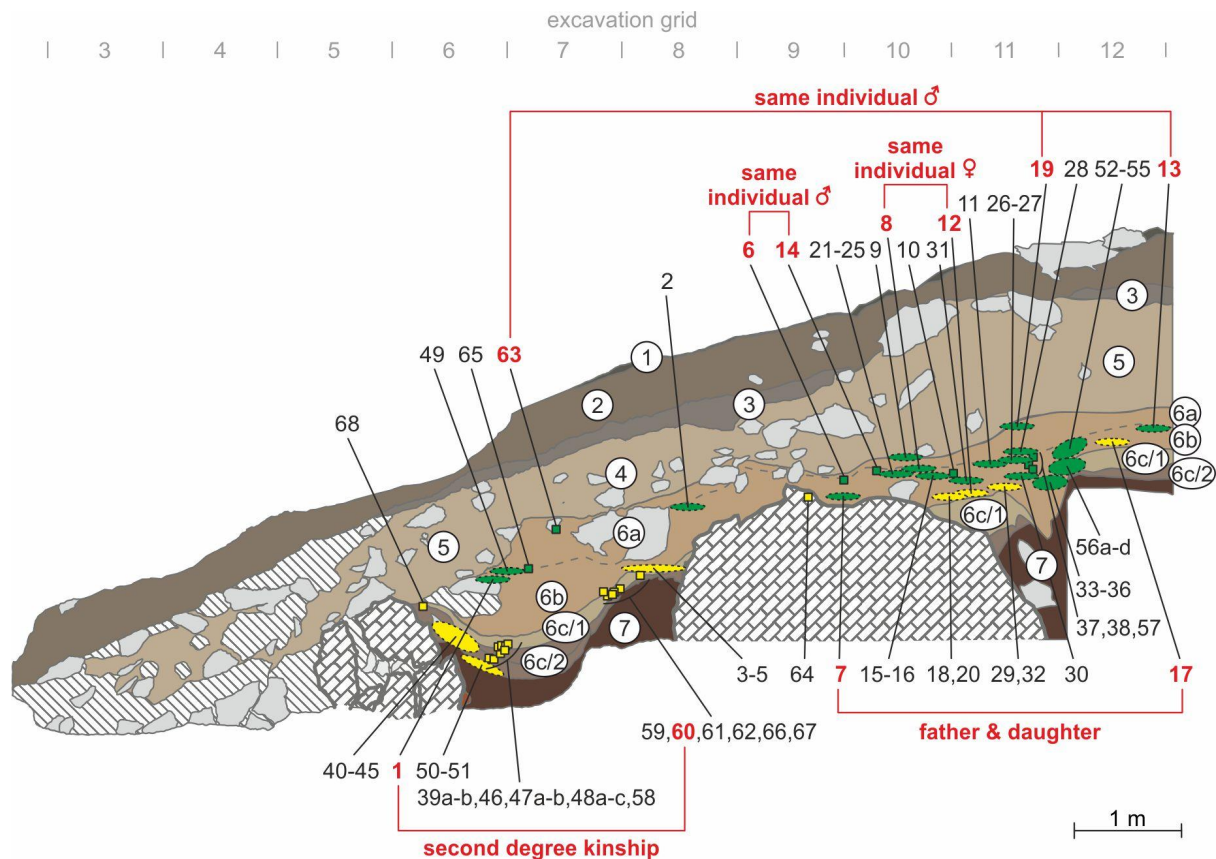 excavation grid
| 3 | 4 | 5 | 6 | 7 | 8 | 9 | 10 | 11 | 12 |
same individual ♂
same
individual ♀
same
individual ♂
19 28 52-55 13
11 26-27
8 12
6 14 21-25 9 10 31
2
3
3
1
2
5
49 65 63
68
4
5
6a
6a
6b
6c/1
6c/2
6c/1
6b
6c/1
6c/2
7
7
56a-d
33-36
37,38,57
3-5 64 7 15-16 18,20 29,32 30 17
father & daughter
59,60,61,62,66,67
40-45 1 50-51
39a-b,46,47a-b,48a-c,58
second degree kinship
1 m